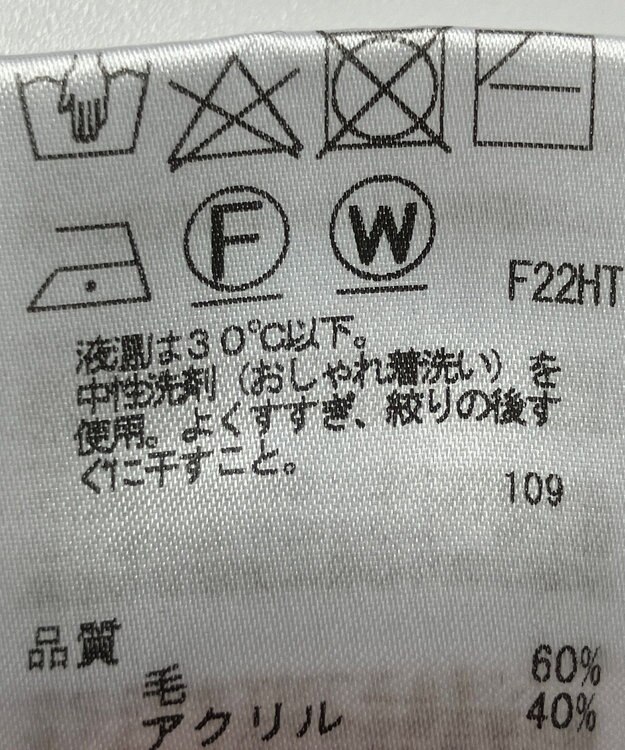 F W F22HT
液温は30℃以下。
中性洗剤（おしゃれ着洗い）を
使用。よくすすぎ、絞りの後す
ぐに干すこと。
109
品質
毛 60%
アクリル 40%